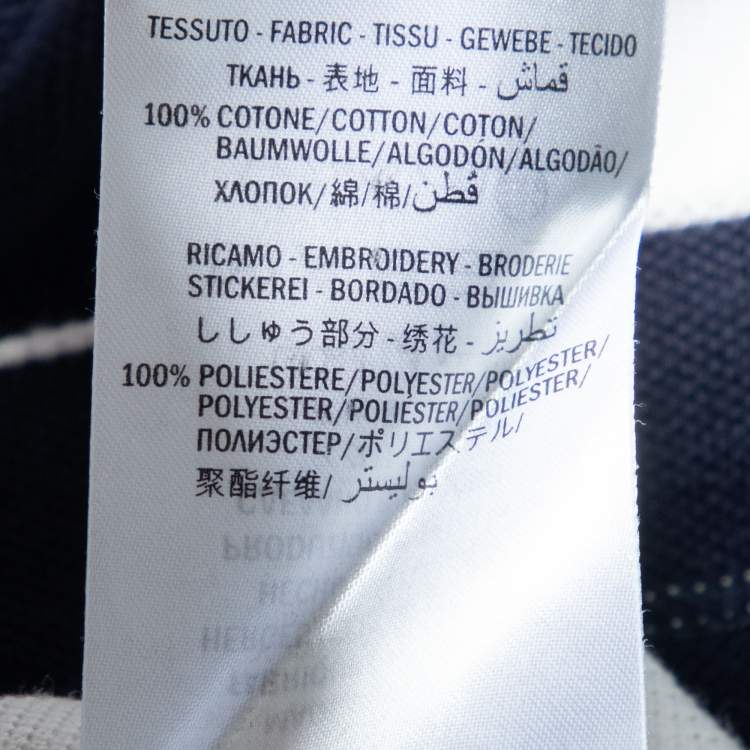 TESSUTO - FABRIC - TISSU - GEWEBE - TECIDO
ТКАНЬ - 表地 - 面料 - قماش
100% COTONE/COTTON/COTON/
BAUMWOLLE/ALGODÓN/ALGODÃO/
ХЛОПОК/綿/棉/قطن
RICAMO - EMBROIDERY - BRODERIE
STICKEREI - BORDADO - ВЫШИВКА
ししゅう部分 - 绣花 - تطريز
100% POLIESTERE/POLYESTER/POLYESTER/
POLYESTER/POLIÉSTER/POLIESTER/
ПОЛИЭСТЕР/ポリエステル/
聚酯纤维/ بوليستر